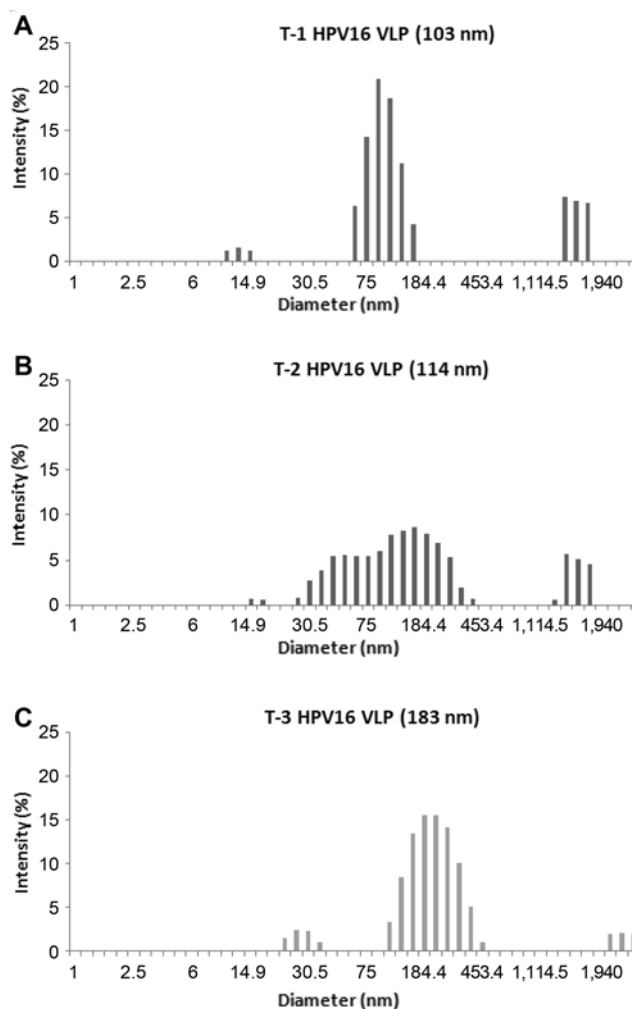 A
T-1 HPV16 VLP (103 nm)
Intensity (%)
25
20
15
10
5
0
1 2.5 6 14.9 30.5 75 184.4 453.4 1,114.5 1,940
Diameter (nm)
B
T-2 HPV16 VLP (114 nm)
Intensity (%)
25
20
15
10
5
0
1 2.5 6 14.9 30.5 75 184.4 453.4 1,114.5 1,940
Diameter (nm)
C
T-3 HPV16 VLP (183 nm)
Intensity (%)
25
20
15
10
5
0
1 2.5 6 14.9 30.5 75 184.4 453.4 1,114.5 1,940
Diameter (nm)